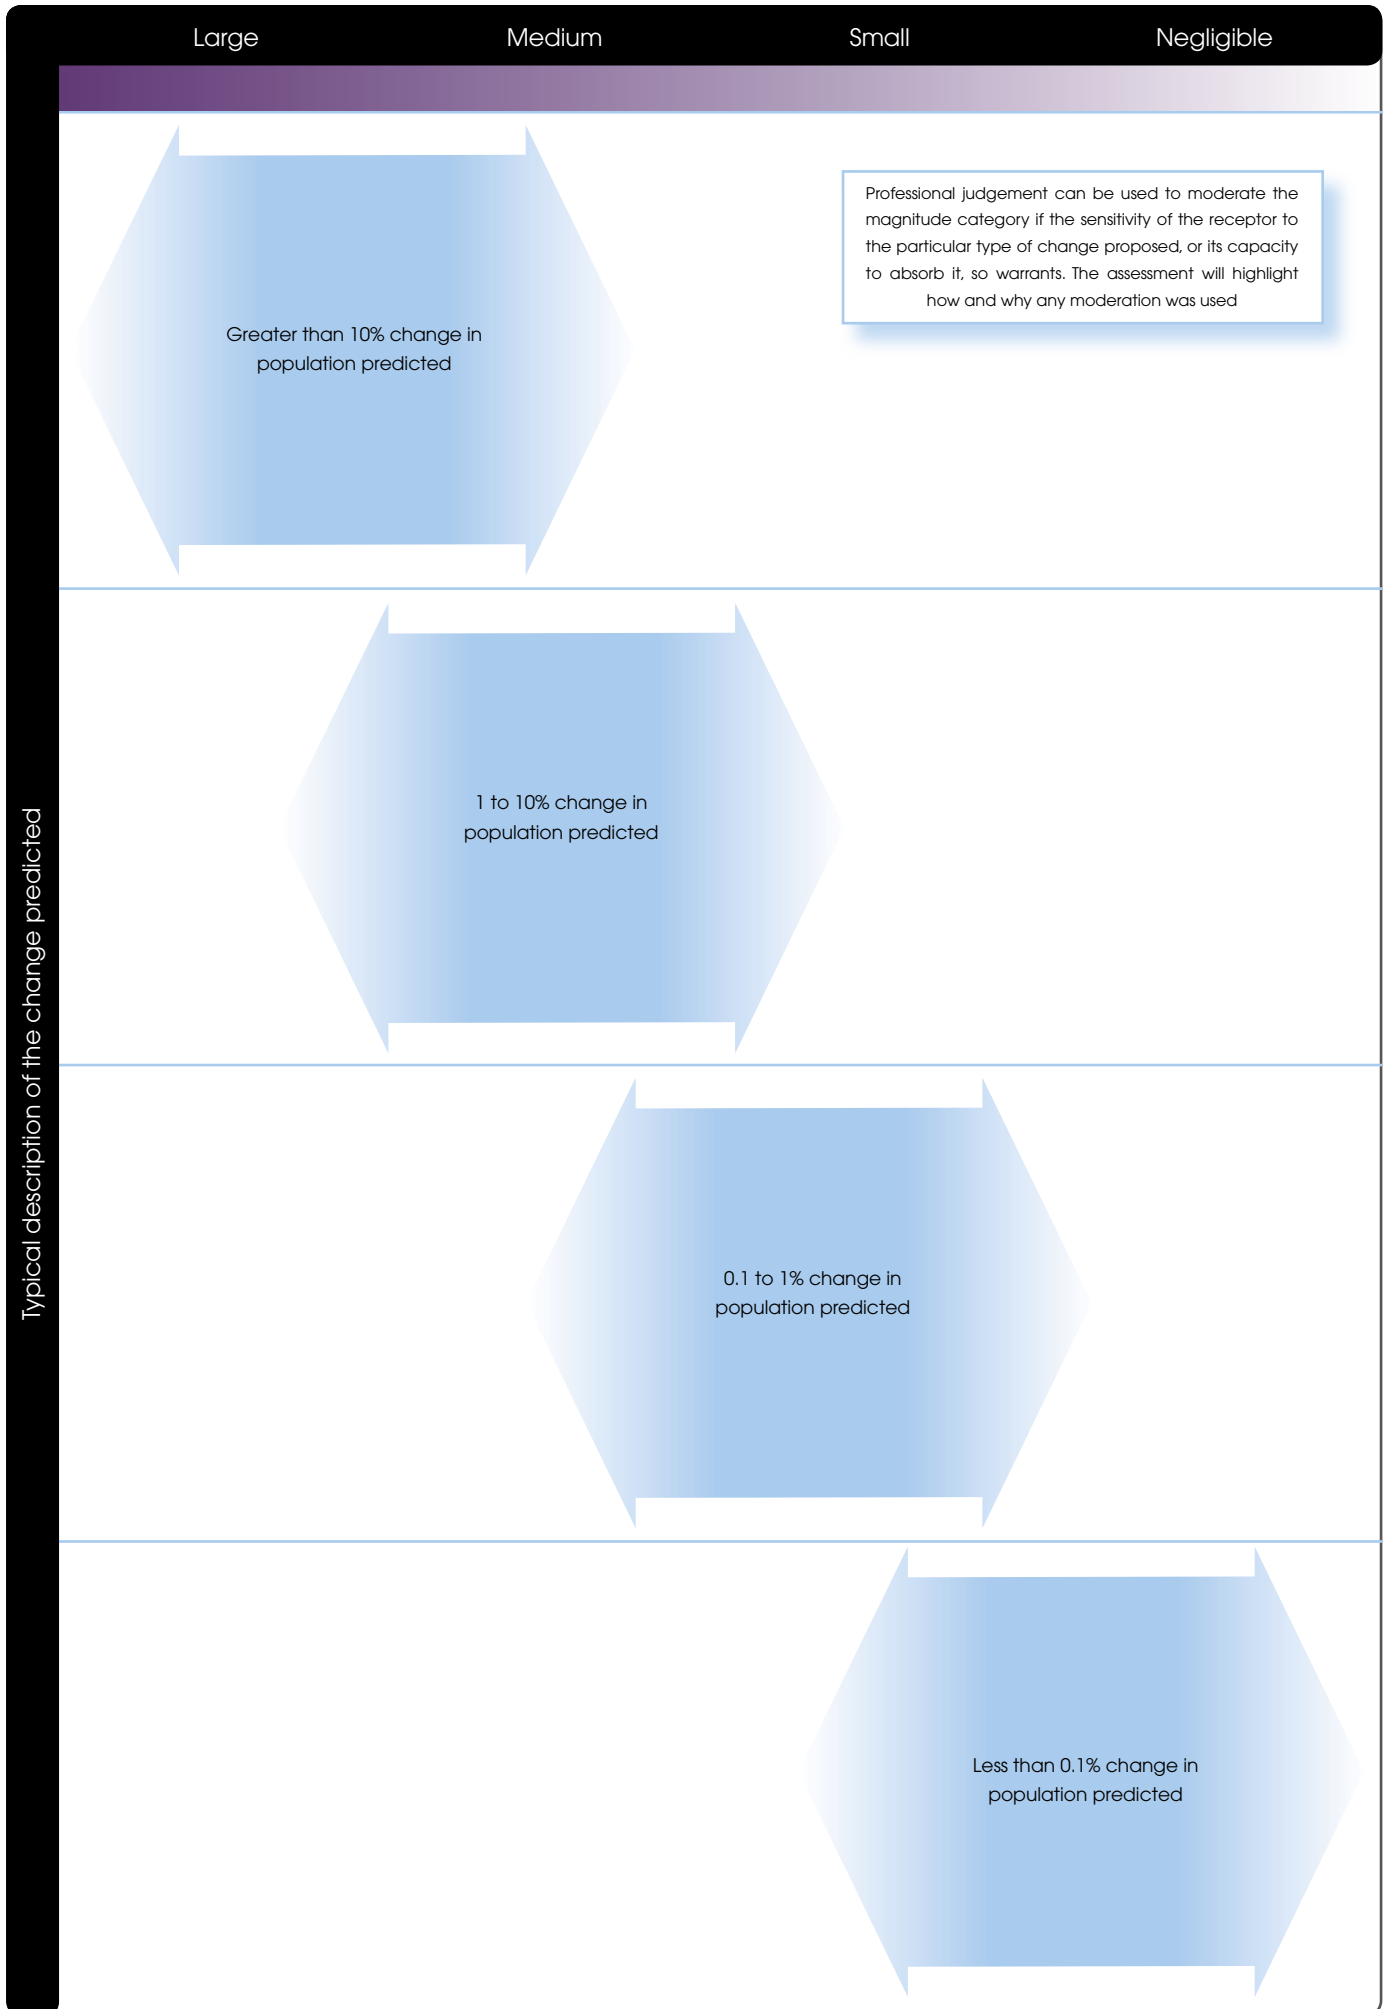 Large Medium Small Negligible
Professional judgement can be used to moderate the
magnitude category if the sensitivity of the receptor to
the particular type of change proposed, or its capacity
to absorb it, so warrants. The assessment will highlight
how and why any moderation was used
Greater than 10% change in
population predicted
1 to 10% change in
population predicted
Typical description of the change predicted
0.1 to 1% change in
population predicted
Less than 0.1% change in
population predicted